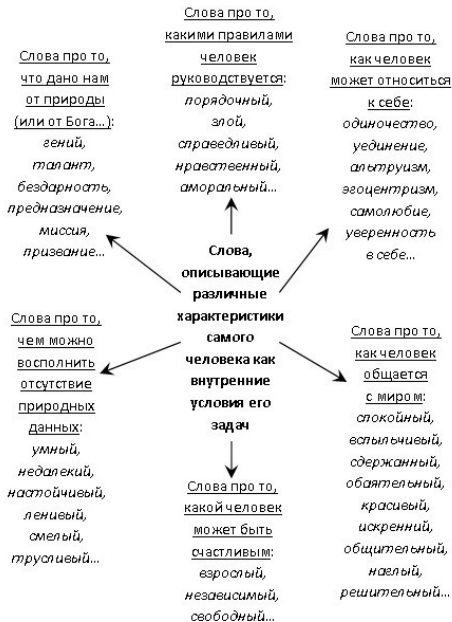 Слова про то,
что дано нам
от природы
(или от Бога…):
гений,
талант,
бездарность,
предназначение,
миссия,
призвание…
Слова про то,
какими правилами
человек
руководствуется:
порядочный,
злой,
справедливый,
нравственный,
аморальный…
Слова про то,
как человек
может относиться
к себе:
одиночество,
уединение,
альтруизм,
эгоцентризм,
самолюбие,
уверенность
в себе…
Слова,
описывающие
различные
характеристики
самого
человека как
внутренние
условия его
задач
Слова про то,
чем можно
восполнить
отсутствие
природных
данных:
умный,
недалекий,
настойчивый,
ленивый,
смелый,
трусливый…
Слова про то,
какой человек
может быть
счастливым:
взрослый,
независимый,
свободный…
Слова про то,
как человек
общается
с миром:
спокойный,
вспыльчивый,
сдержанный,
обаятельный,
красивый,
искренний,
общительный,
наглый,
решительный…